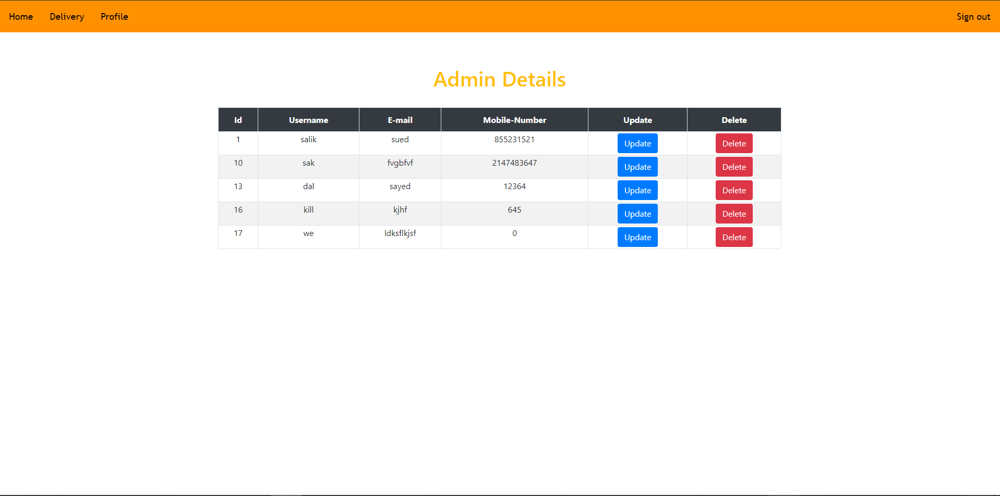 Home Delivery Profile Sign out
Admin Details
Id Username E-mail Mobile-Number Update Delete
1 salik sued 855231521 Update Delete
10 sak fvgbfvf 2147483647 Update Delete
13 dal sayed 12364 Update Delete
16 kill kjhf 645 Update Delete
17 we ldksflkjsf 0 Update Delete